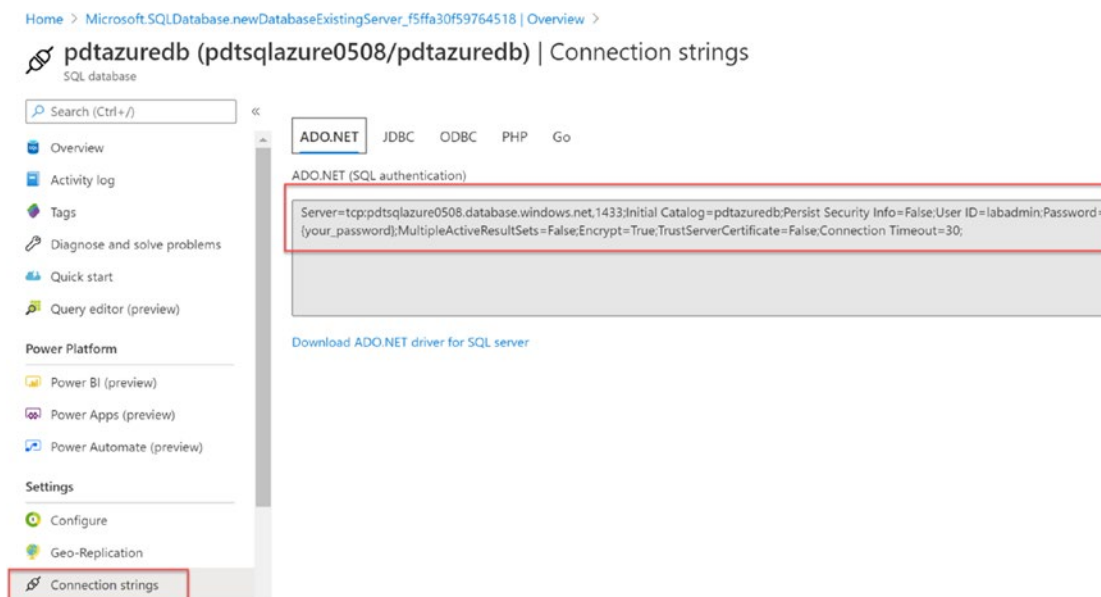 Home > Microsoft.SQLDatabase.newDatabaseExistingServer_f5ffa30f59764518 | Overview >
pdtazuredb (pdtsqlazure0508/pdtazuredb) | Connection strings
SQL database
Search (Ctrl+/)
«
Overview
Activity log
Tags
Diagnose and solve problems
Quick start
Query editor (preview)
Power Platform
Power BI (preview)
Power Apps (preview)
Power Automate (preview)
Settings
Configure
Geo-Replication
Connection strings
ADO.NET JDBC ODBC PHP Go
ADO.NET (SQL authentication)
Server=tcp:pdtsqlazure0508.database.windows.net,1433;Initial Catalog=pdtazuredb;Persist Security Info=False;User ID=labadmin;Password=
{your_password};MultipleActiveResultSets=False;Encrypt=True;TrustServerCertificate=False;Connection Timeout=30;
Download ADO.NET driver for SQL server